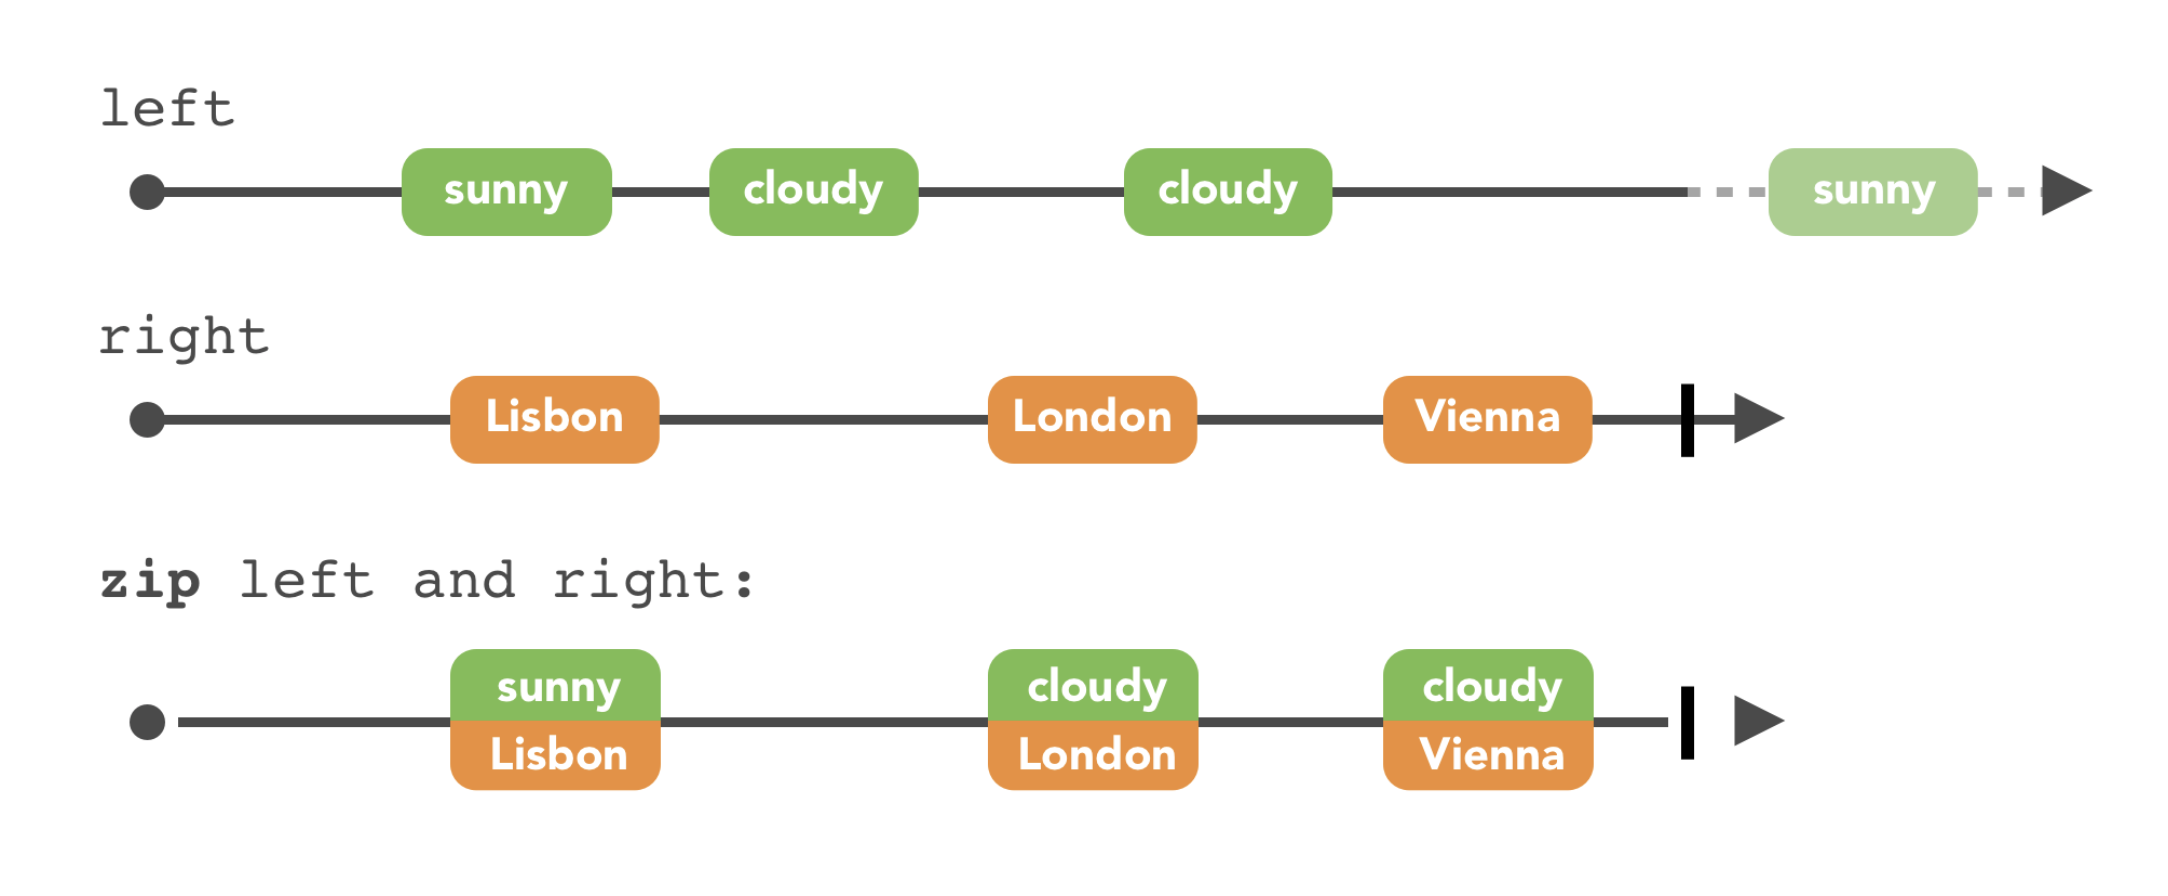 left
sunny cloudy cloudy sunny
right
Lisbon London Vienna
zip left and right:
sunny cloudy cloudy
Lisbon London Vienna